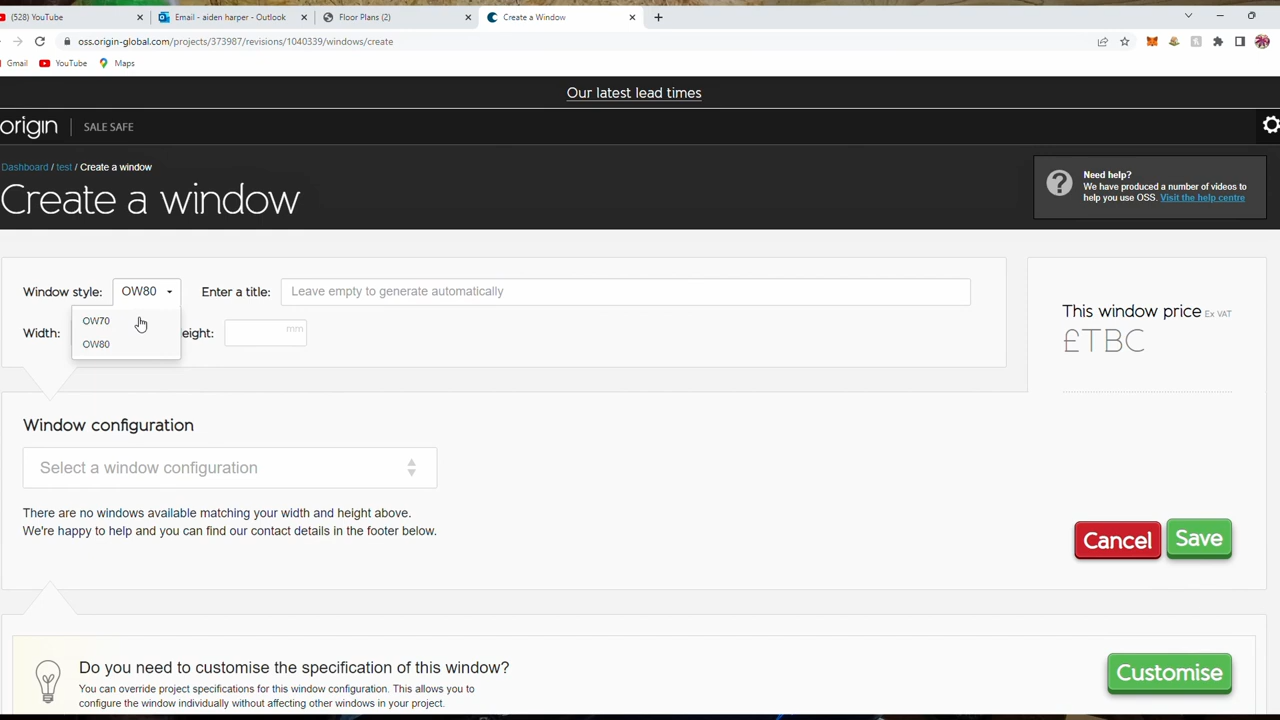 (528) YouTube
Email - aiden harper - Outlook
Floor Plans (2)
Create a Window
oss.origin-global.com/projects/373987/revisions/1040339/windows/create
Gmail
YouTube
Maps
Our latest lead times
origin
SALE SAFE
Dashboard / test / Create a window
Create a window
Need help?
We have produced a number of videos to
help you use OSS. Visit the help centre
Window style:
OW80
Enter a title:
Leave empty to generate automatically
OW70
OW80
Width:
eight:
mm
This window price Ex VAT
£TBC
Window configuration
Select a window configuration
There are no windows available matching your width and height above.
We're happy to help and you can find our contact details in the footer below.
Cancel
Save
Do you need to customise the specification of this window?
You can override project specifications for this window configuration. This allows you to
configure the window individually without affecting other windows in your project.
Customise